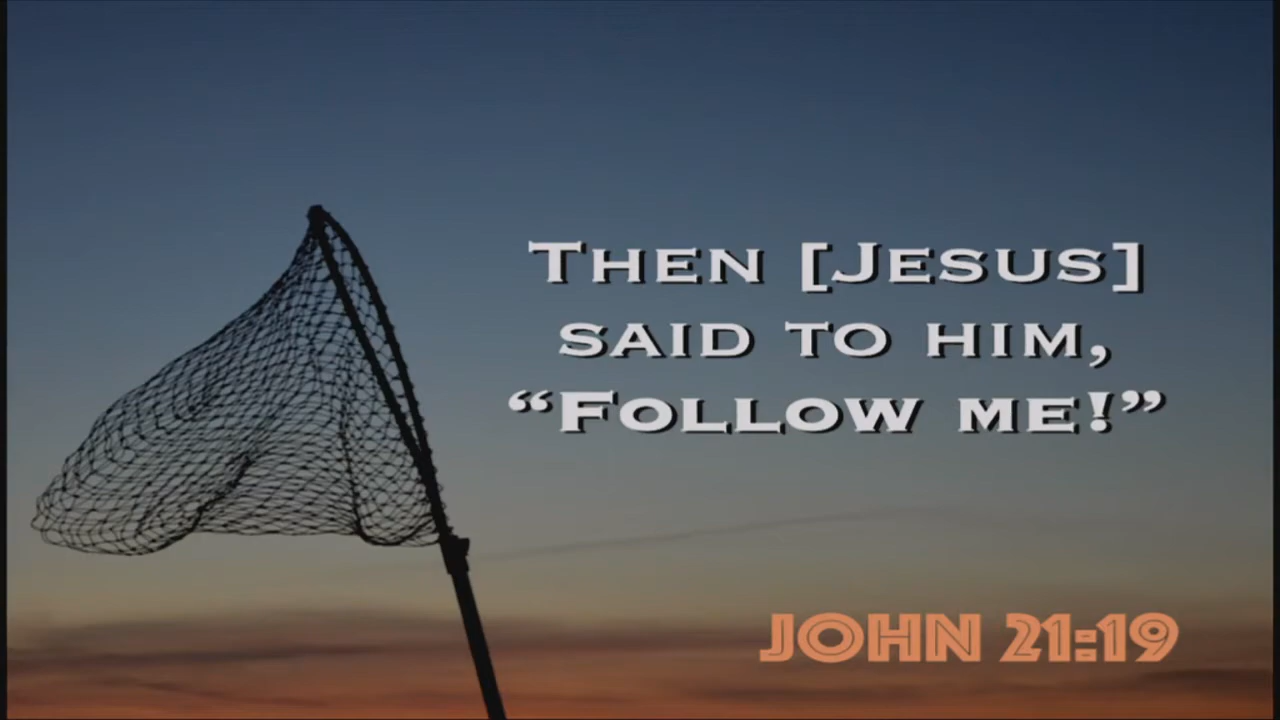 Then [Jesus]
said to him,
“Follow me!”
JOHN 21:19